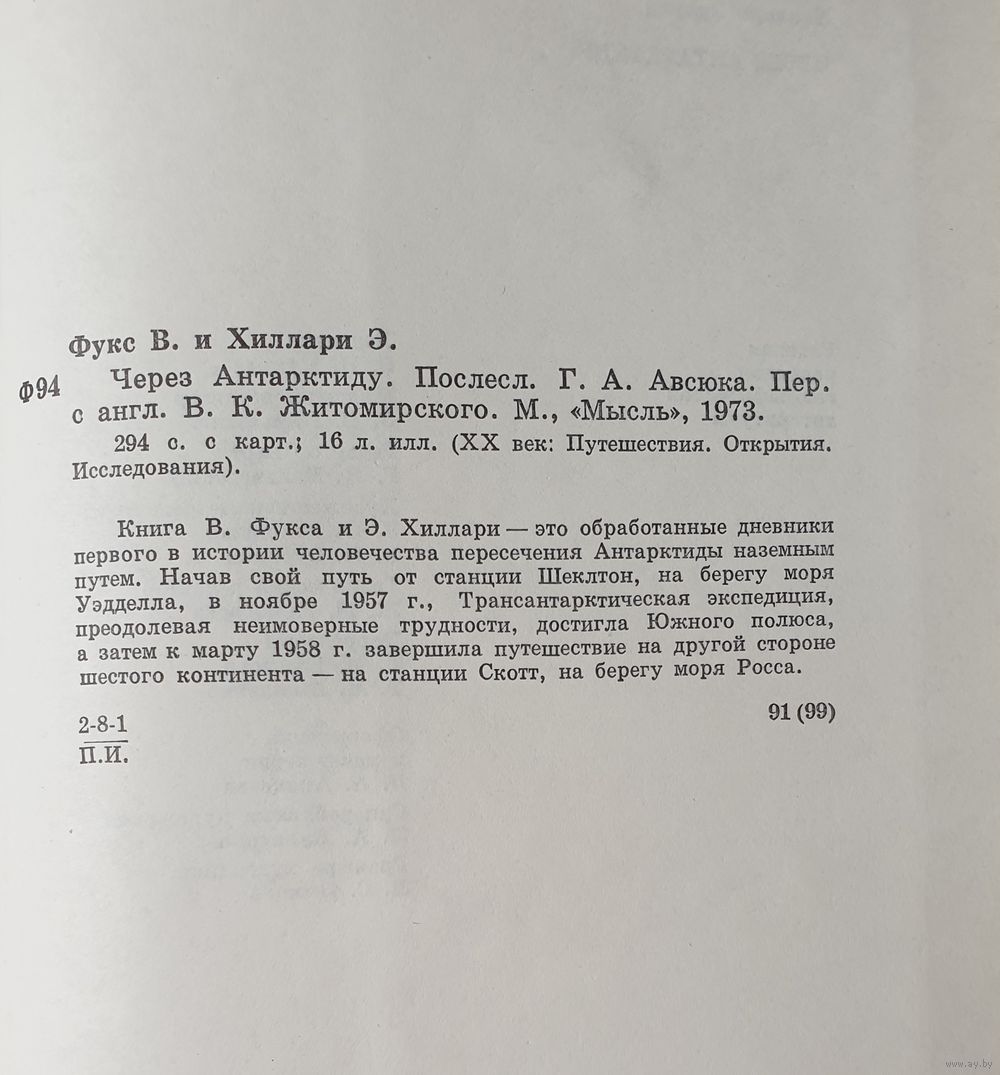 Фукс В. и Хиллари Э.
Ф94
Через Антарктиду. Послесл. Г. А. Авсюка. Пер.
с англ. В. К. Житомирского. М., «Мысль», 1973.
294 с. с карт.; 16 л. илл. (XX век: Путешествия. Открытия.
Исследования).
Книга В. Фукса и Э. Хиллари — это обработанные дневники
первого в истории человечества пересечения Антарктиды наземным
путем. Начав свой путь от станции Шеклтон, на берегу моря
Уэдделла, в ноябре 1957 г., Трансантарктическая экспедиция,
преодолевая неимоверные трудности, достигла Южного полюса,
а затем к марту 1958 г. завершила путешествие на другой стороне
шестого континента — на станции Скотт, на берегу моря Росса.
2-8-1
П.И.
91 (99)
www.ay.by